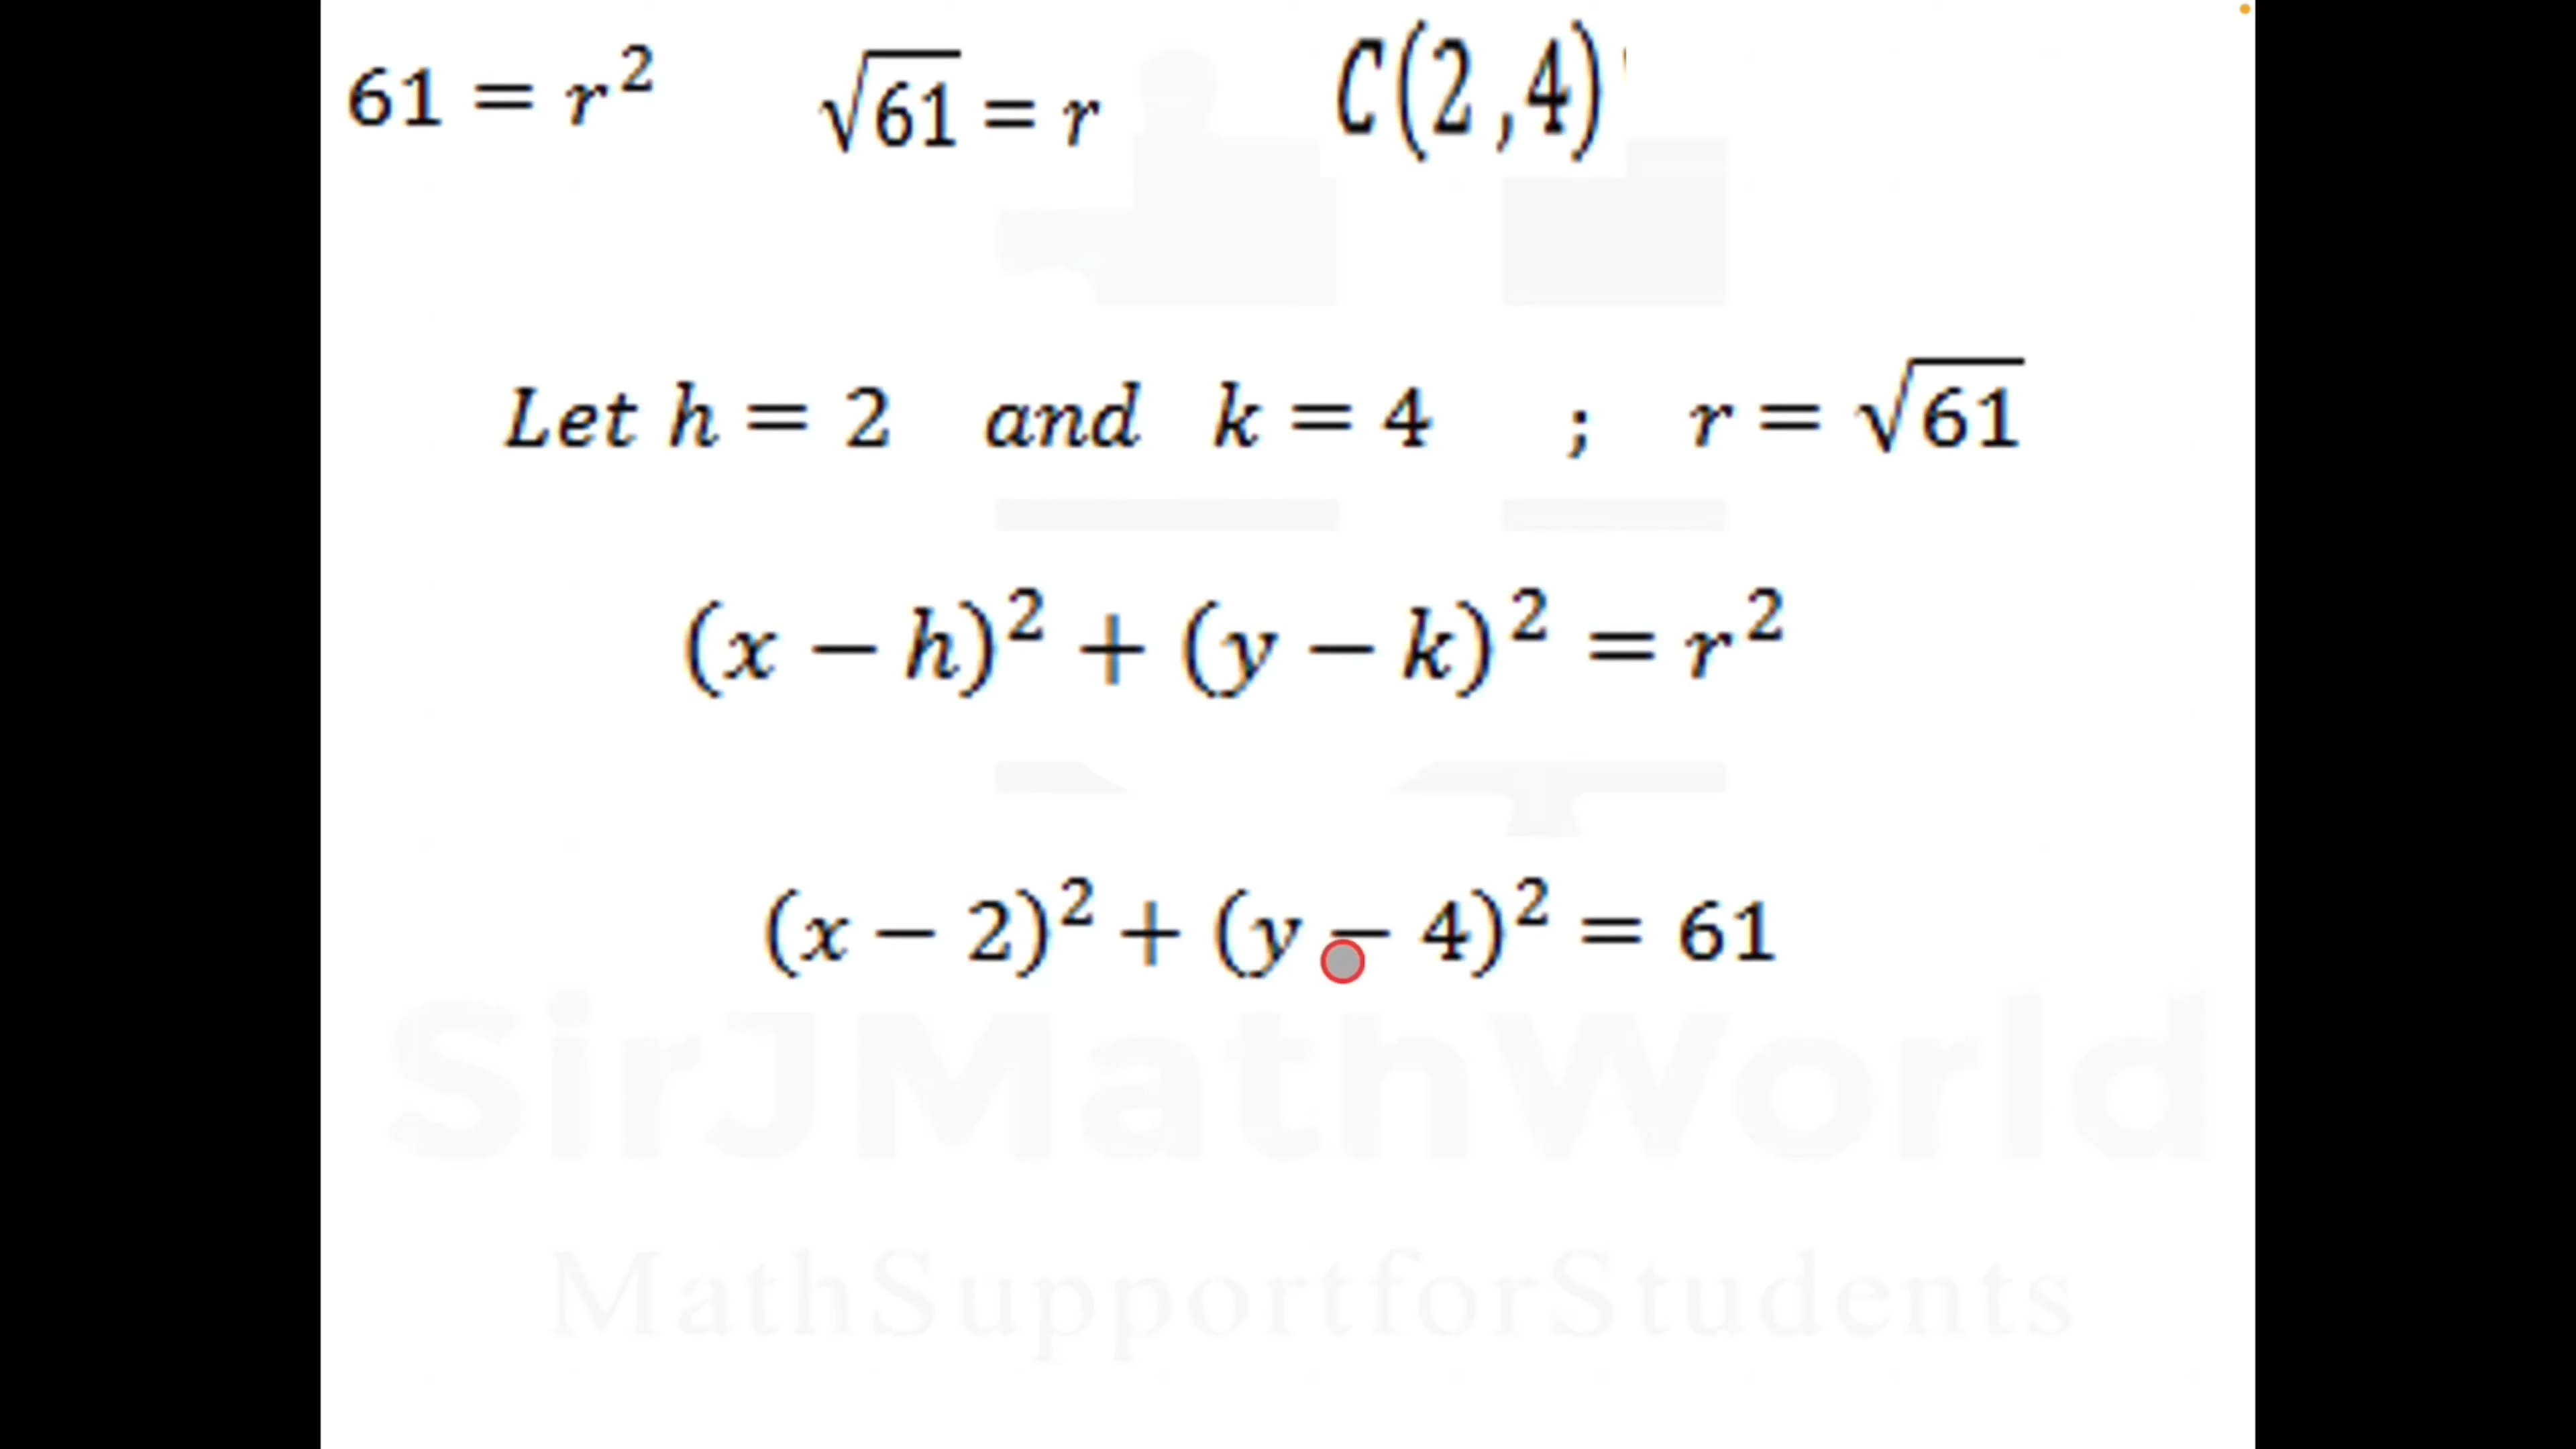 61 = r² √61 = r C(2,4)
Let h = 2 and k = 4 ; r = √61
(x − h)² + (y − k)² = r²
(x − 2)² + (y − 4)² = 61
SirJMathWorld
MathSupportforStudents